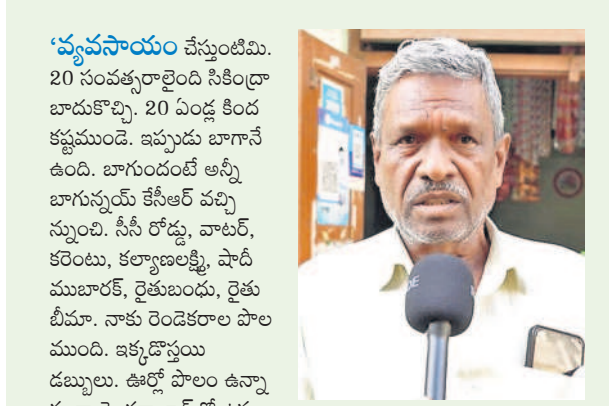 ‘వ్యవసాయం చేస్తుంటిమి.
20 సంవత్సరాలైంది సికింద్రా
బాదుకొచ్చి. 20 ఏండ్ల కింద
కష్టముండె. ఇప్పుడు బాగానే
ఉంది. బాగుందంటే అన్నీ
బాగున్నయ్ కేసీఆర్ వచ్చి
న్నుంచి. సీసీ రోడ్లు, వాటర్,
కరెంటు, కల్యాణలక్ష్మి, షాదీ
ముబారక్, రైతుబంధు, రైతు
బీమా. నాకు రెండెకరాల పొల
ముంది. ఇక్కడొస్తయి
డబ్బులు. ఊర్లో పొలం ఉన్నా